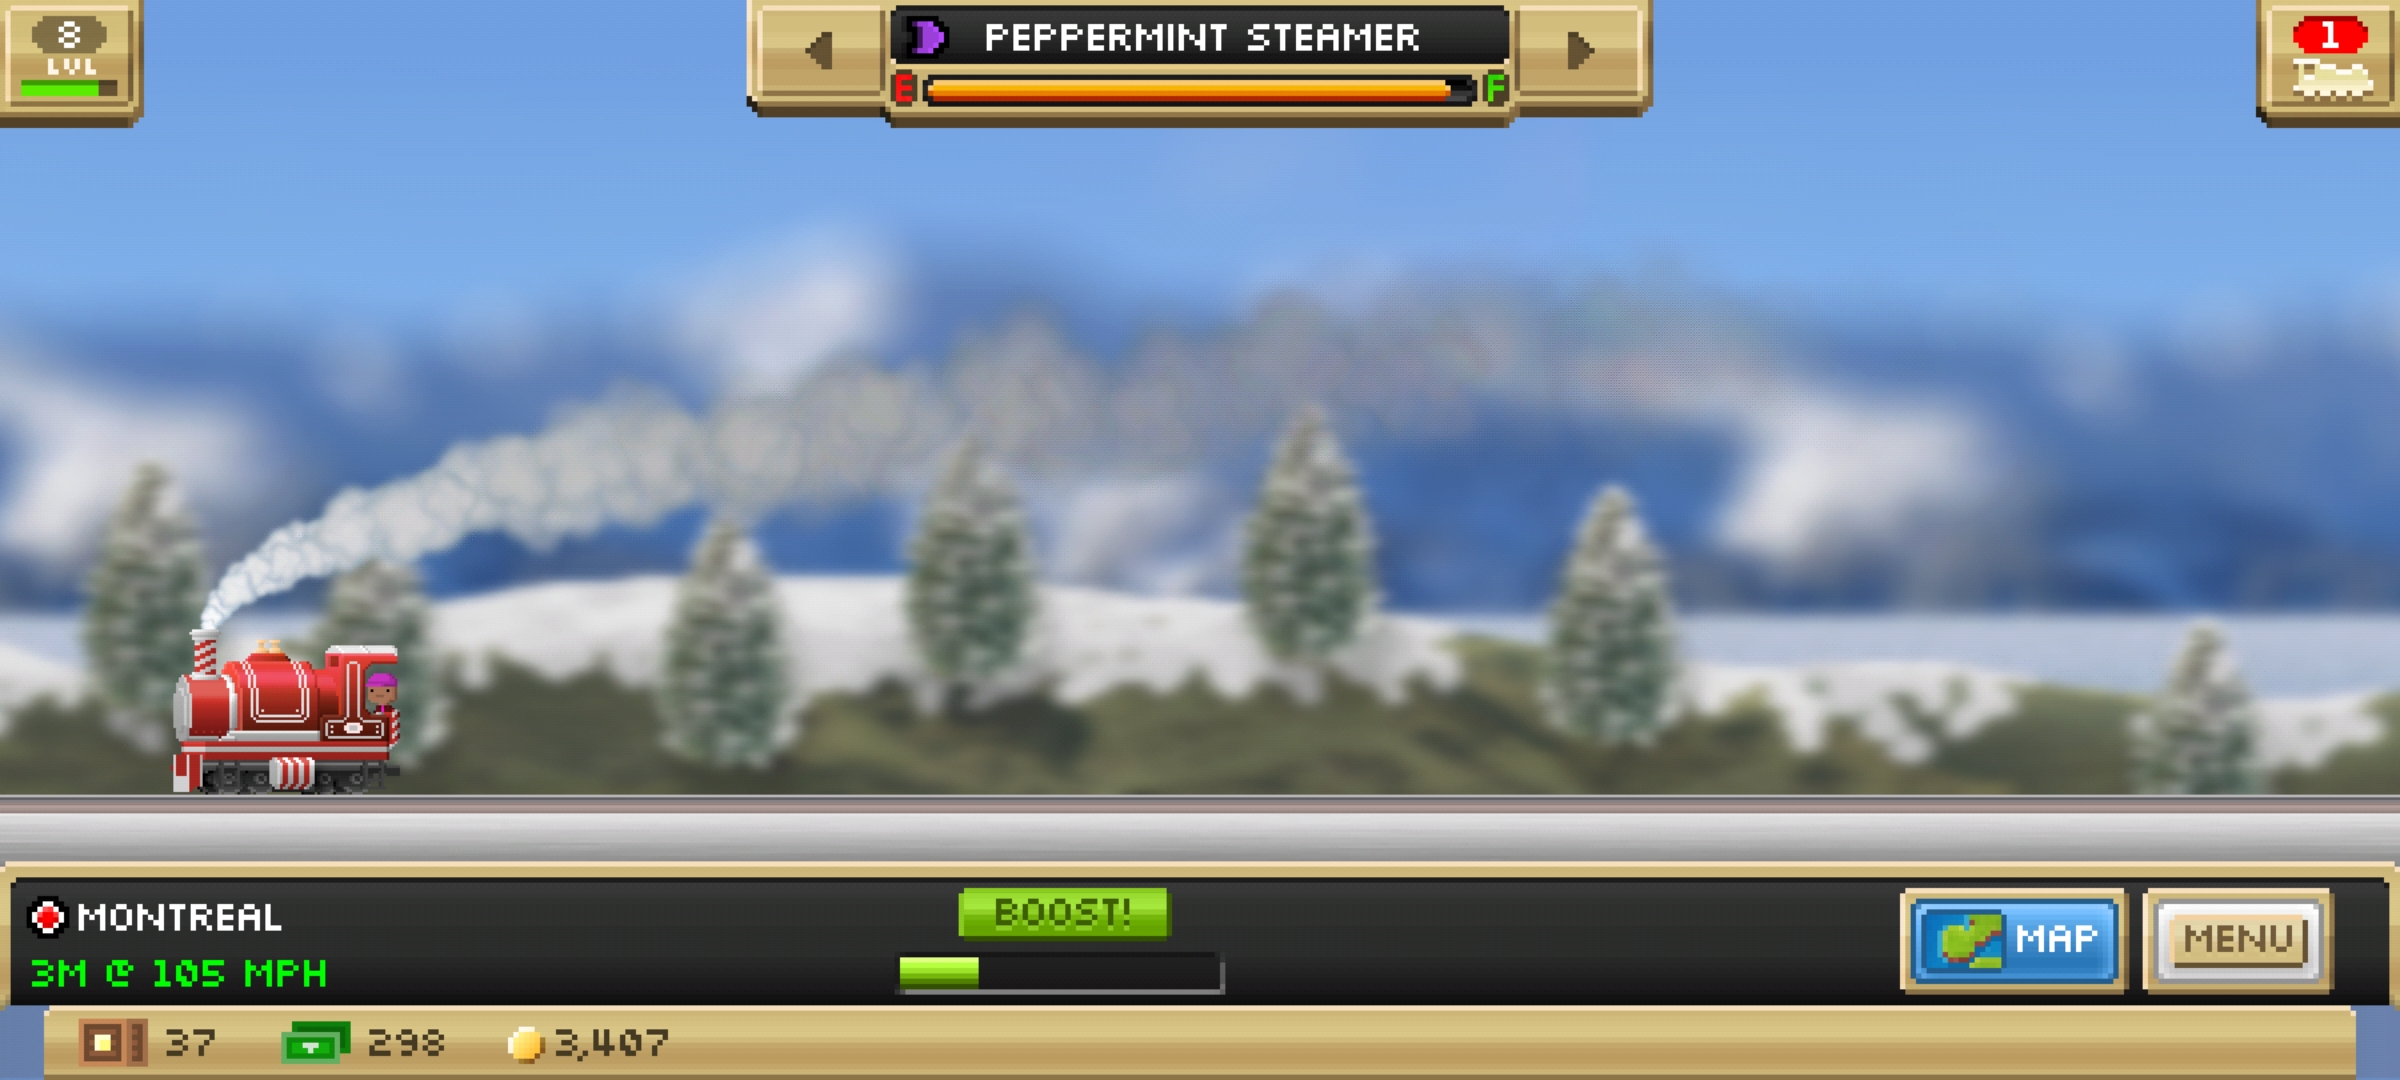 8
LVL
PEPPERMINT STEAMER
E F
1
MONTREAL
3M @ 105 MPH
BOOST!
MAP
MENU
37 298 3,407